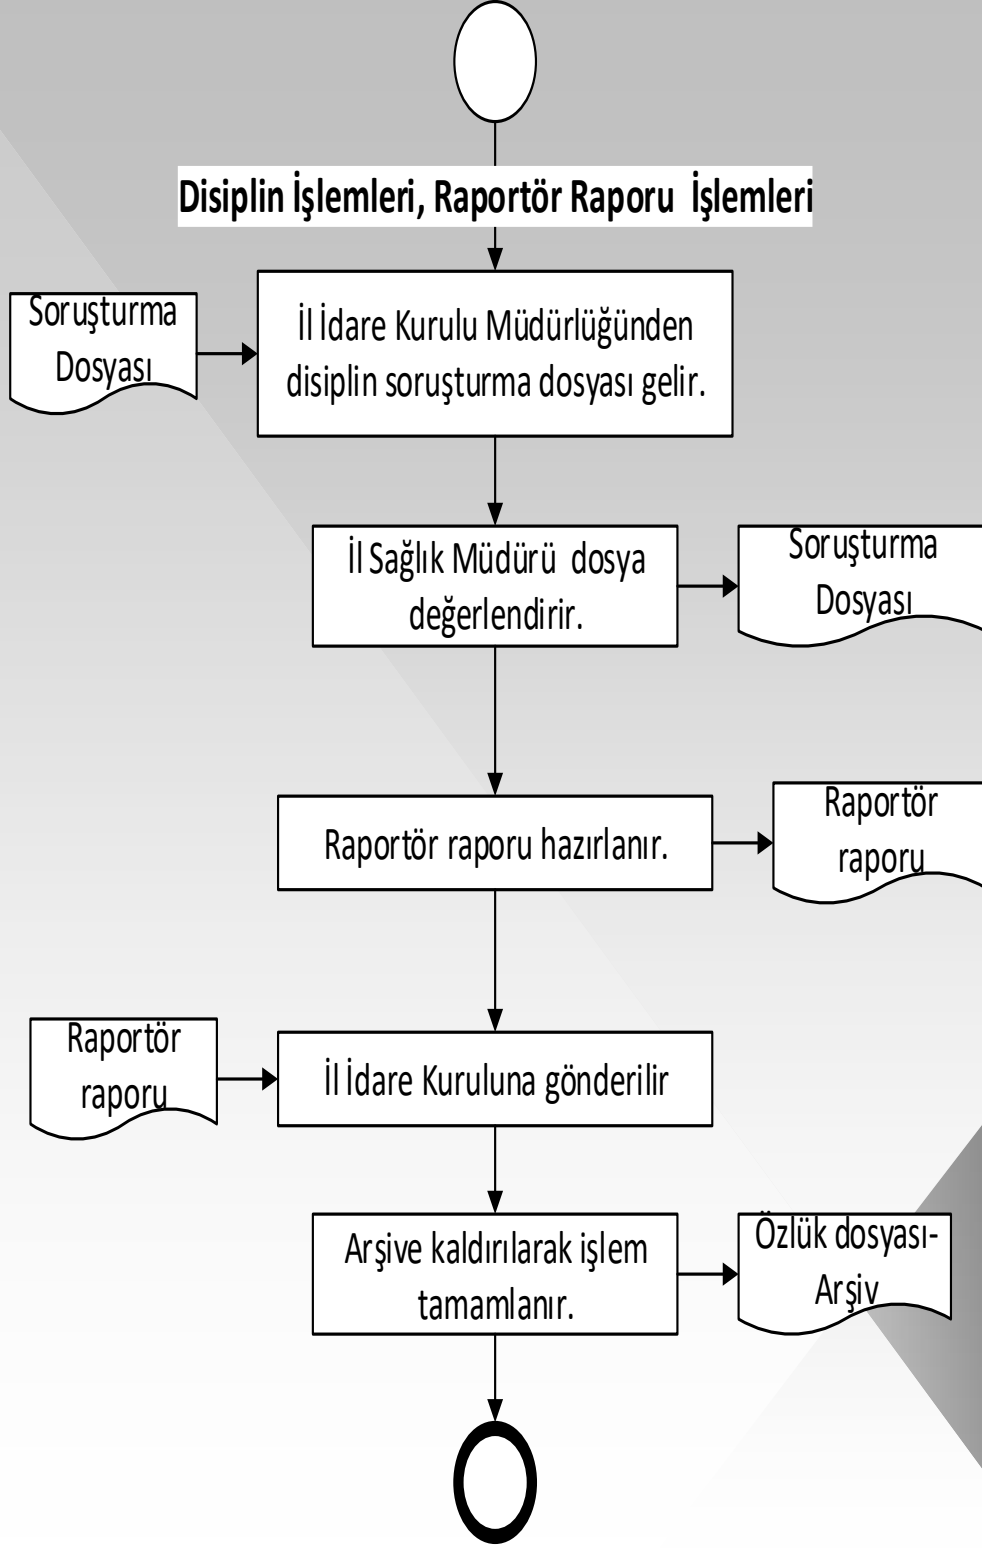 Disiplin İşlemleri, Raportör Raporu İşlemleri
Soruşturma
Dosyası
İl İdare Kurulu Müdürlüğünden
disiplin soruşturma dosyası gelir.
İl Sağlık Müdürü dosya
değerlendirir.
Soruşturma
Dosyası
Raportör raporu hazırlanır.
Raportör
raporu
Raportör
raporu
İl İdare Kuruluna gönderilir
Arşive kaldırılarak işlem
tamamlanır.
Özlük dosyası-
Arşiv